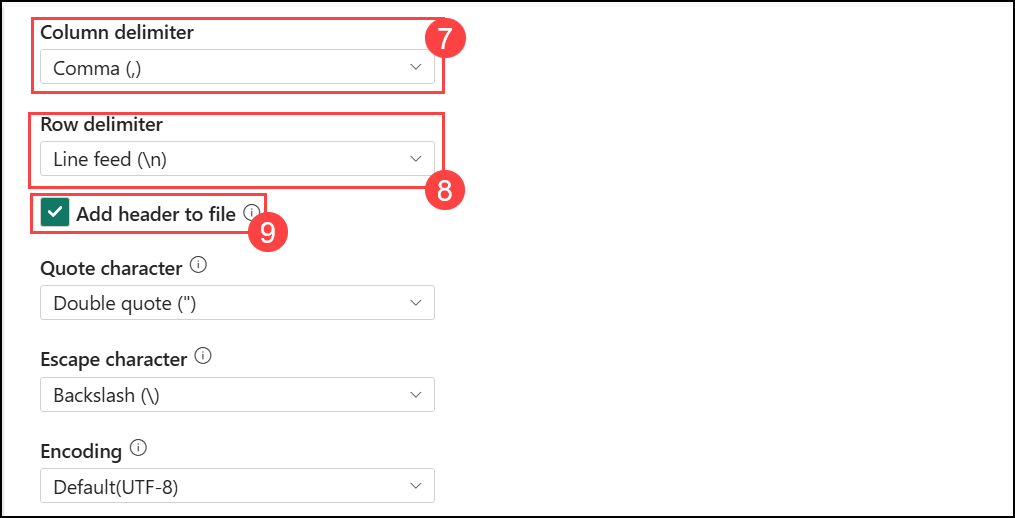 Column delimiter
7
Comma (,)
Row delimiter
Line feed (\n)
8
Add header to file
9
Quote character
Double quote (")
Escape character
Backslash (\)
Encoding
Default(UTF-8)